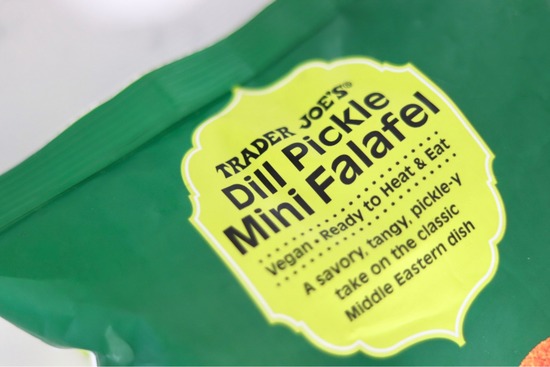 TRADER JOE'S®
Dill Pickle
Mini Falafel
Vegan • Ready to Heat & Eat
A savory, tangy, pickle-y
take on the classic
Middle Eastern dish